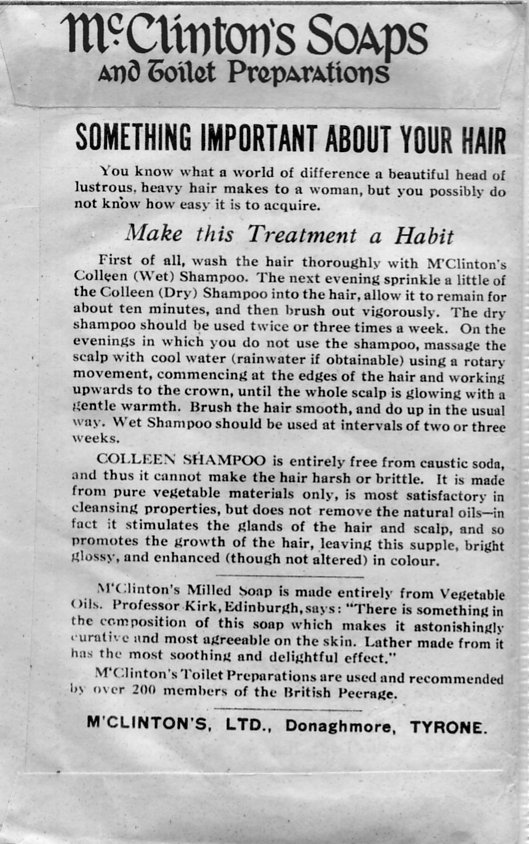 McClinton's Soaps
and Toilet Preparations
SOMETHING IMPORTANT ABOUT YOUR HAIR
You know what a world of difference a beautiful head of
lustrous, heavy hair makes to a woman, but you possibly do
not know how easy it is to acquire.
Make this Treatment a Habit
First of all, wash the hair thoroughly with M'Clinton's
Colleen (Wet) Shampoo. The next evening sprinkle a little of
the Colleen (Dry) Shampoo into the hair, allow it to remain for
about ten minutes, and then brush out vigorously. The dry
shampoo should be used twice or three times a week. On the
evenings in which you do not use the shampoo, massage the
scalp with cool water (rainwater if obtainable) using a rotary
movement, commencing at the edges of the hair and working
upwards to the crown, until the whole scalp is glowing with a
gentle warmth. Brush the hair smooth, and do up in the usual
way. Wet Shampoo should be used at intervals of two or three
weeks.
COLLEEN SHAMPOO is entirely free from caustic soda,
and thus it cannot make the hair harsh or brittle. It is made
from pure vegetable materials only, is most satisfactory in
cleansing properties, but does not remove the natural oils—in
fact it stimulates the glands of the hair and scalp, and so
promotes the growth of the hair, leaving this supple, bright
glossy, and enhanced (though not altered) in colour.
M'Clinton's Milled Soap is made entirely from Vegetable
Oils. Professor Kirk, Edinburgh, says: "There is something in
the composition of this soap which makes it astonishingly
curative and most agreeable on the skin. Lather made from it
has the most soothing and delightful effect."
M'Clinton's Toilet Preparations are used and recommended
by over 200 members of the British Peerage.
M'CLINTON'S, LTD., Donaghmore, TYRONE.